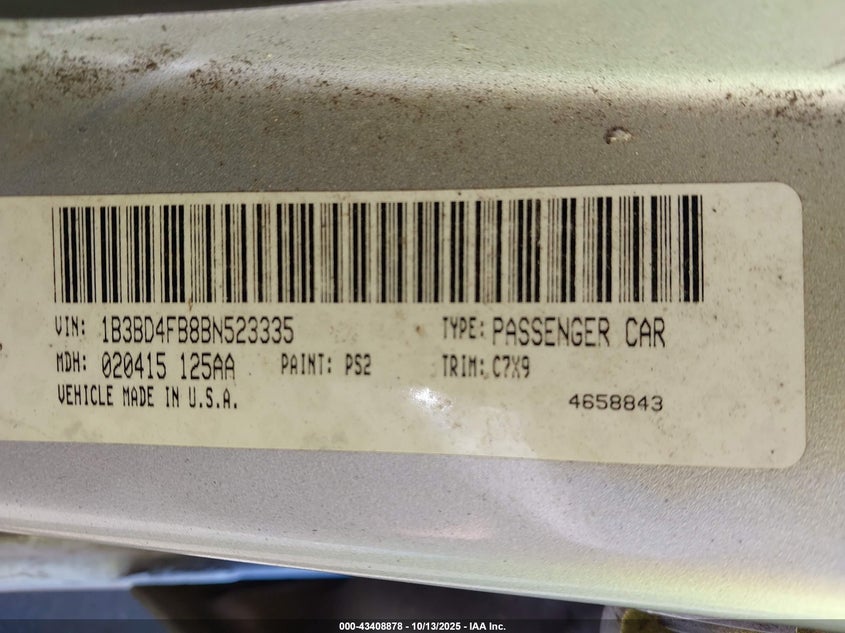 VIN: 1B3BD4FB8BN523335 TYPE: PASSENGER CAR
MDH: 020415 125AA PAINT: PS2 TRIM: C7X9
VEHICLE MADE IN U.S.A. 4658843
000-43408878 - 10/13/2025 - IAA Inc.